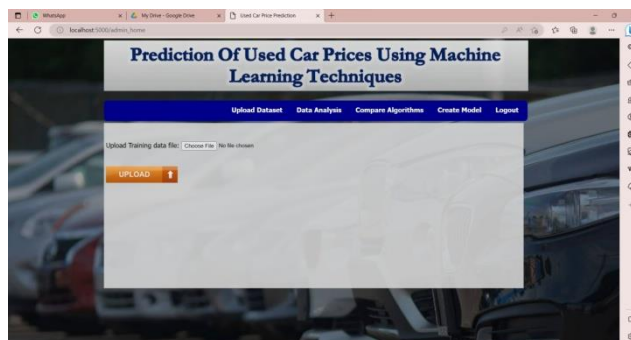 WhatsApp
My Drive - Google Drive
Used Car Price Prediction
localhost:5000/admin_home
Prediction Of Used Car Prices Using Machine
Learning Techniques
Upload Dataset Data Analysis Compare Algorithms Create Model Logout
Upload Training data file: Choose File No file chosen
UPLOAD